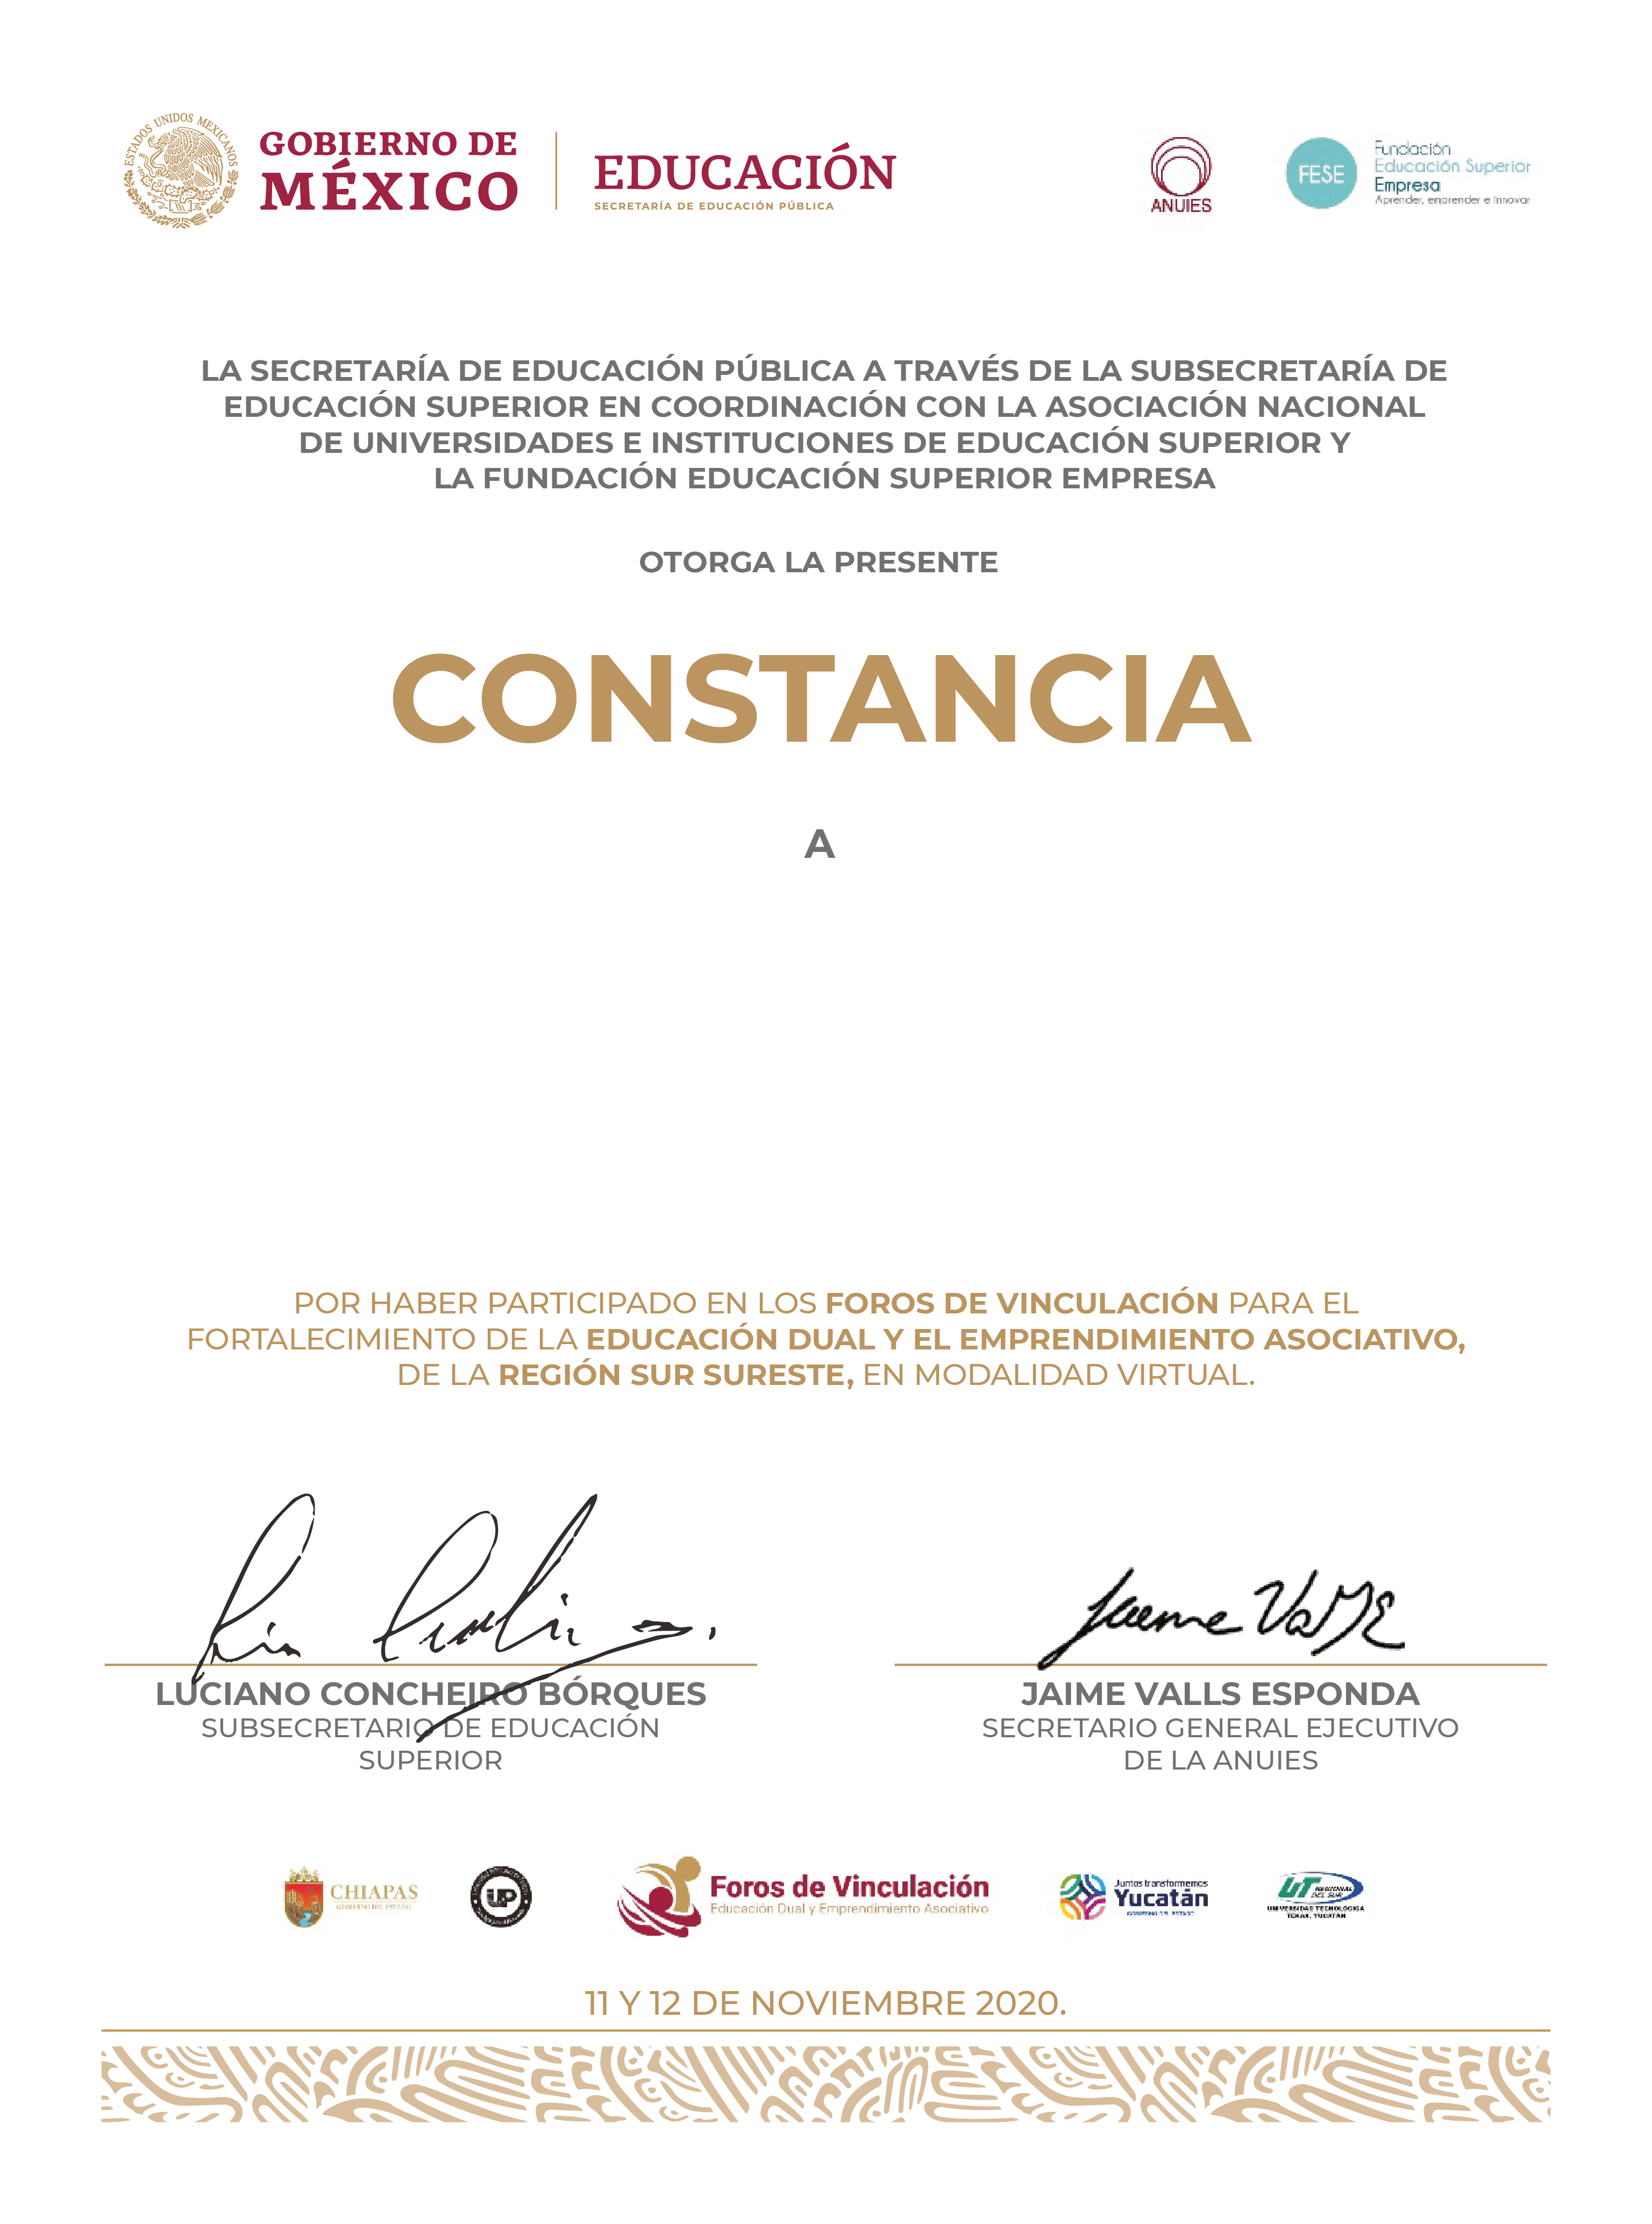 ESTADOS UNIDOS MEXICANOS
GOBIERNO DE
MÉXICO
EDUCACIÓN
SECRETARÍA DE EDUCACIÓN PÚBLICA
ANUIES
FESE
Fundación
Educación Superior
Empresa
Aprender, emprender e innovar
LA SECRETARÍA DE EDUCACIÓN PÚBLICA A TRAVÉS DE LA SUBSECRETARÍA DE
EDUCACIÓN SUPERIOR EN COORDINACIÓN CON LA ASOCIACIÓN NACIONAL
DE UNIVERSIDADES E INSTITUCIONES DE EDUCACIÓN SUPERIOR Y
LA FUNDACIÓN EDUCACIÓN SUPERIOR EMPRESA
OTORGA LA PRESENTE
CONSTANCIA
A
POR HABER PARTICIPADO EN LOS FOROS DE VINCULACIÓN PARA EL
FORTALECIMIENTO DE LA EDUCACIÓN DUAL Y EL EMPRENDIMIENTO ASOCIATIVO,
DE LA REGIÓN SUR SURESTE, EN MODALIDAD VIRTUAL.
Jaime Valls E
LUCIANO CONCHEIRO BÓRQUES
SUBSECRETARIO DE EDUCACIÓN
SUPERIOR
JAIME VALLS ESPONDA
SECRETARIO GENERAL EJECUTIVO
DE LA ANUIES
CHIAPAS
GOBIERNO DEL ESTADO
UP
Foros de Vinculación
Educación Dual y Emprendimiento Asociativo
Juntos transformemos
Yucatán
GOBIERNO DEL ESTADO
UT REGIONAL
DEL SUR
UNIVERSIDAD TECNOLÓGICA
TEKAX, YUCATÁN
11 Y 12 DE NOVIEMBRE 2020.